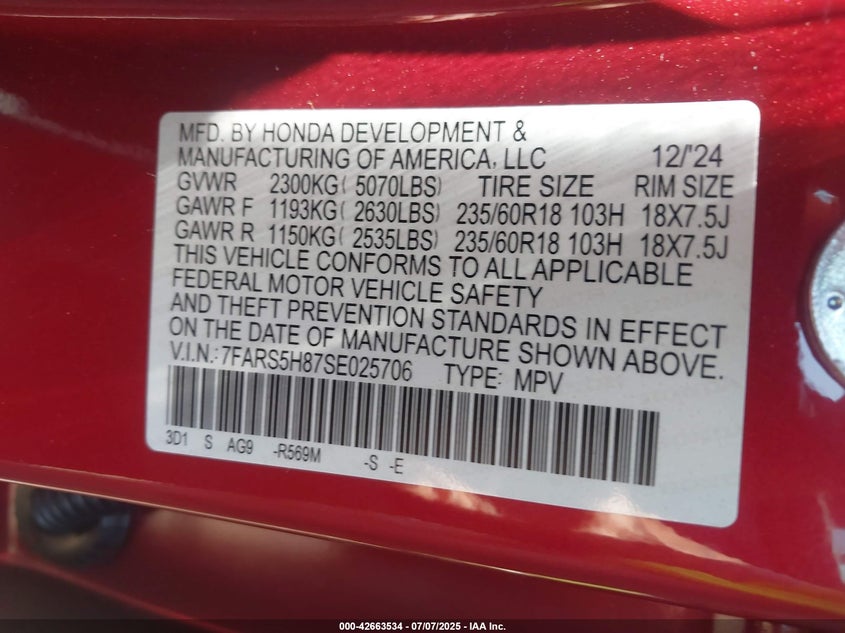 MFD. BY HONDA DEVELOPMENT &
MANUFACTURING OF AMERICA, LLC 12/'24
GVWR 2300KG( 5070LBS) TIRE SIZE RIM SIZE
GAWR F 1193KG( 2630LBS) 235/60R18 103H 18X7.5J
GAWR R 1150KG( 2535LBS) 235/60R18 103H 18X7.5J
THIS VEHICLE CONFORMS TO ALL APPLICABLE
FEDERAL MOTOR VEHICLE SAFETY
AND THEFT PREVENTION STANDARDS IN EFFECT
ON THE DATE OF MANUFACTURE SHOWN ABOVE.
V.I.N.: 7FARS5H87SE025706 TYPE: MPV
3D1 S AG9 -R569M -S -E
000-42663534 / 07/07/2025 - IAA Inc.